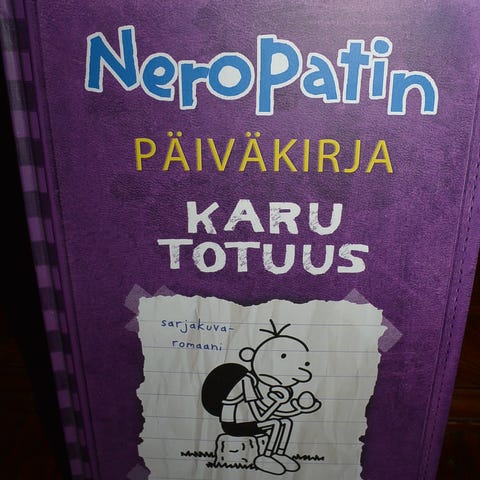 Neropatin
PÄIVÄKIRJA
KARU
TOTUUS
sarjakuva-
romaani